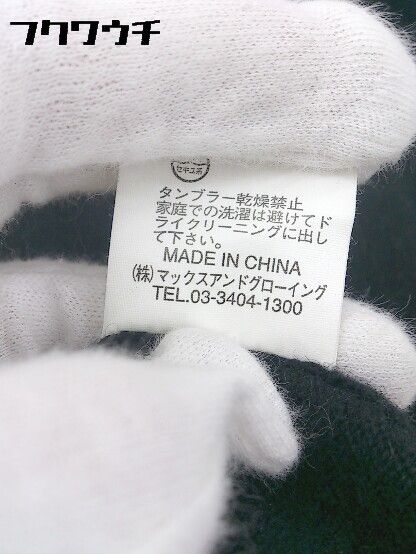 フクワウチ
セキユ系
タンブラー乾燥禁止
家庭での洗濯は避けてド
ライクリーニングに出し
て下さい。
MADE IN CHINA
(株)マックスアンドグローイング
TEL.03-3404-1300